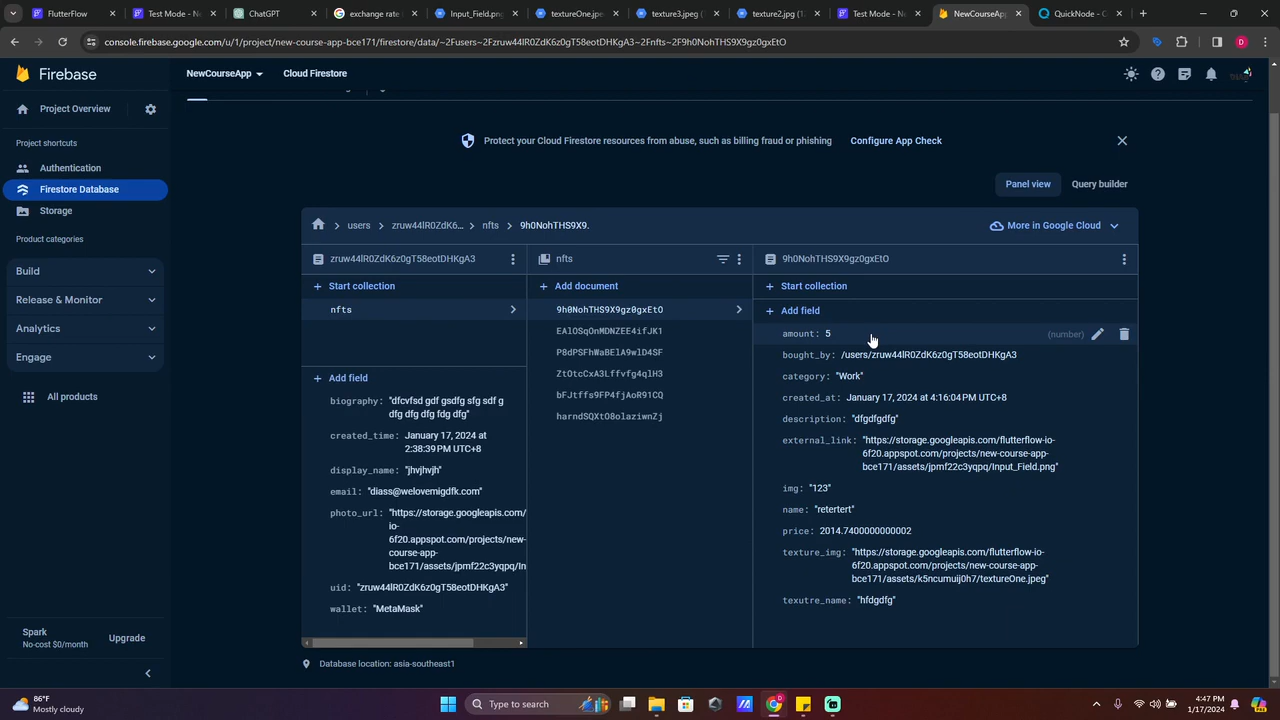 FlutterFlow
Test Mode -
ChatGPT
exchange rate
Input_Field.png
textureOne.jpe
texture3.jpeg (
texture2.jpg (1
Test Mode -
NewCourseApp
QuickNode - C
console.firebase.google.com/u/1/project/new-course-app-bce171/firestore/data/~2Fusers~2Fzruw44lR0ZdK6z0gT58eotDHKgA3~2Fnfts~2F9h0NohTHS9X9gz0gxEtO
D
Firebase
NewCourseApp
Cloud Firestore
Project Overview
Project shortcuts
Authentication
Firestore Database
Storage
Product categories
Build
Release & Monitor
Analytics
Engage
All products
Spark
No-cost $0/month
Upgrade
Protect your Cloud Firestore resources from abuse, such as billing fraud or phishing
Configure App Check
Panel view
Query builder
users
zruw44lR0ZdK6...
nfts
9h0NohTHS9X9.
More in Google Cloud
zruw44lR0ZdK6z0gT58eotDHKgA3
Start collection
nfts
Add field
biography: "dfcvfsd gdf gsdfg sfg sdf g
dfg dfg dfg fdg dfg"
created_time: January 17, 2024 at
2:38:39 PM UTC+8
display_name: "jhvjhvjh"
email: "diass@welovemigdfk.com"
photo_url: "https://storage.googleapis.com/
io-
6f20.appspot.com/projects/new-
course-app-
bce171/assets/jpmf22c3yqpq/In
uid: "zruw44lR0ZdK6z0gT58eotDHKgA3"
wallet: "MetaMask"
nfts
Add document
9h0NohTHS9X9gz0gxEtO
EAlOSqOnMDNZEE4ifJK1
P8dPSFhWaBElA9wlD4SF
ZtOtcCxA3Lffvfg4qlH3
bFJtffs9FP4fjAoR91CQ
harndSQXtO8olaziwnZj
9h0NohTHS9X9gz0gxEtO
Start collection
Add field
amount: 5
(number)
bought_by: /users/zruw44lR0ZdK6z0gT58eotDHKgA3
category: "Work"
created_at: January 17, 2024 at 4:16:04 PM UTC+8
description: "dfgdfgdfg"
external_link: "https://storage.googleapis.com/flutterflow-io-
6f20.appspot.com/projects/new-course-app-
bce171/assets/jpmf22c3yqpq/Input_Field.png"
img: "123"
name: "retertert"
price: 2014.7400000000002
texture_img: "https://storage.googleapis.com/flutterflow-io-
6f20.appspot.com/projects/new-course-app-
bce171/assets/k5ncumuij0h7/textureOne.jpeg"
texutre_name: "hfdgdfg"
Database location: asia-southeast1
86°F
Mostly cloudy
Type to search
4:47 PM
1/17/2024